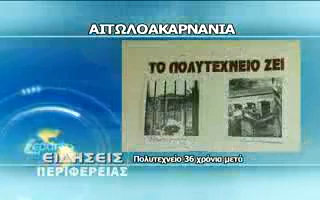 ΑΙΤΩΛΟΑΚΑΡΝΑΝΙΑ
ΤΟ ΠΟΛΥΤΕΧΝΕΙΟ ΖΕΙ
ΕΙΔΗΣΕΙΣ
ΠΕΡΙΦΕΡΕΙΑΣ
Πολυτεχνείο 36 χρόνια μετά